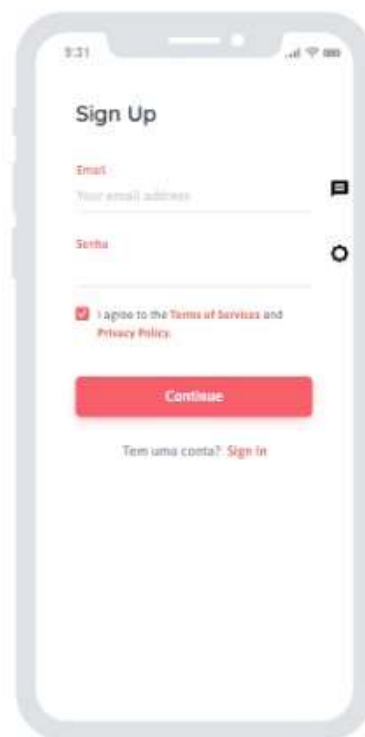 9:31
Sign Up
Email
Your email address
Senha
I agree to the Terms of Services and
Privacy Policy.
Continue
Tem uma conta? Sign In